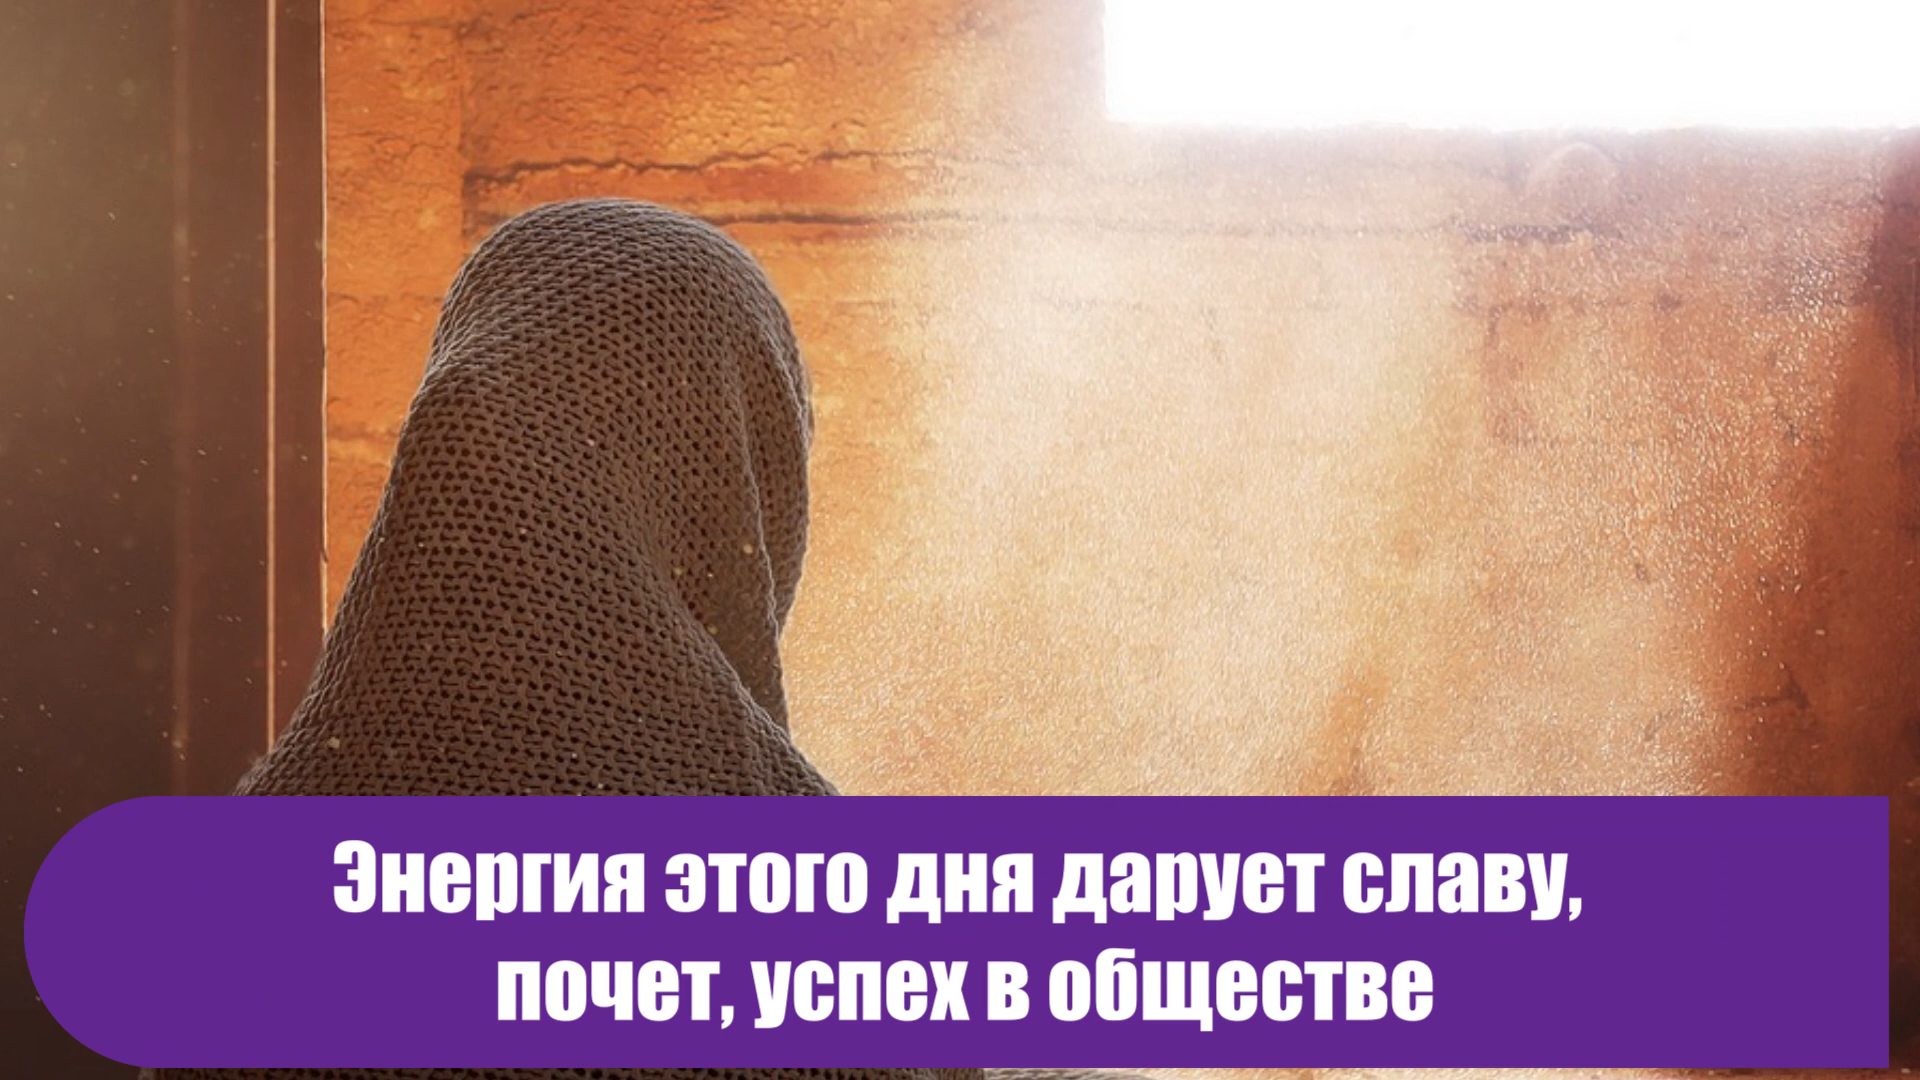 Энергия этого дня дарует славу,
почет, успех в обществе